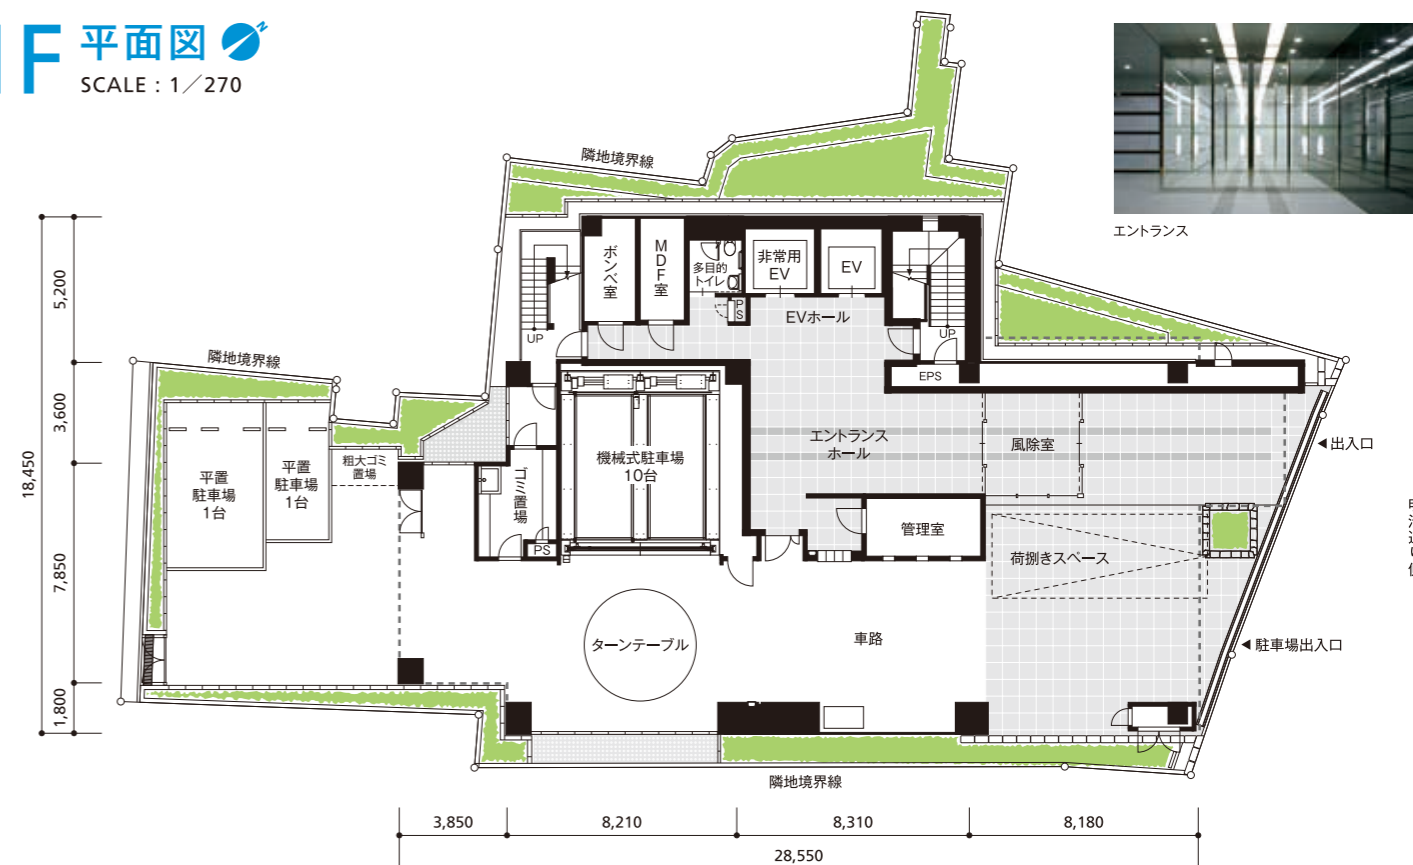 1F 平面図
N
SCALE : 1／270
エントランス
隣地境界線
ボンベ室
MDF室
多目的
トイレ
非常用
EV
EV
PS
EVホール
UP
UP
EPS
隣地境界線
平置
駐車場
1台
平置
駐車場
1台
粗大ゴミ
置場
ゴミ置場
PS
機械式駐車場
10台
エントランス
ホール
風除室
出入口
管理室
荷捌きスペース
ターンテーブル
車路
駐車場出入口
隣地境界線
5,200
3,600
7,850
1,800
18,450
3,850
8,210
8,310
8,180
28,550